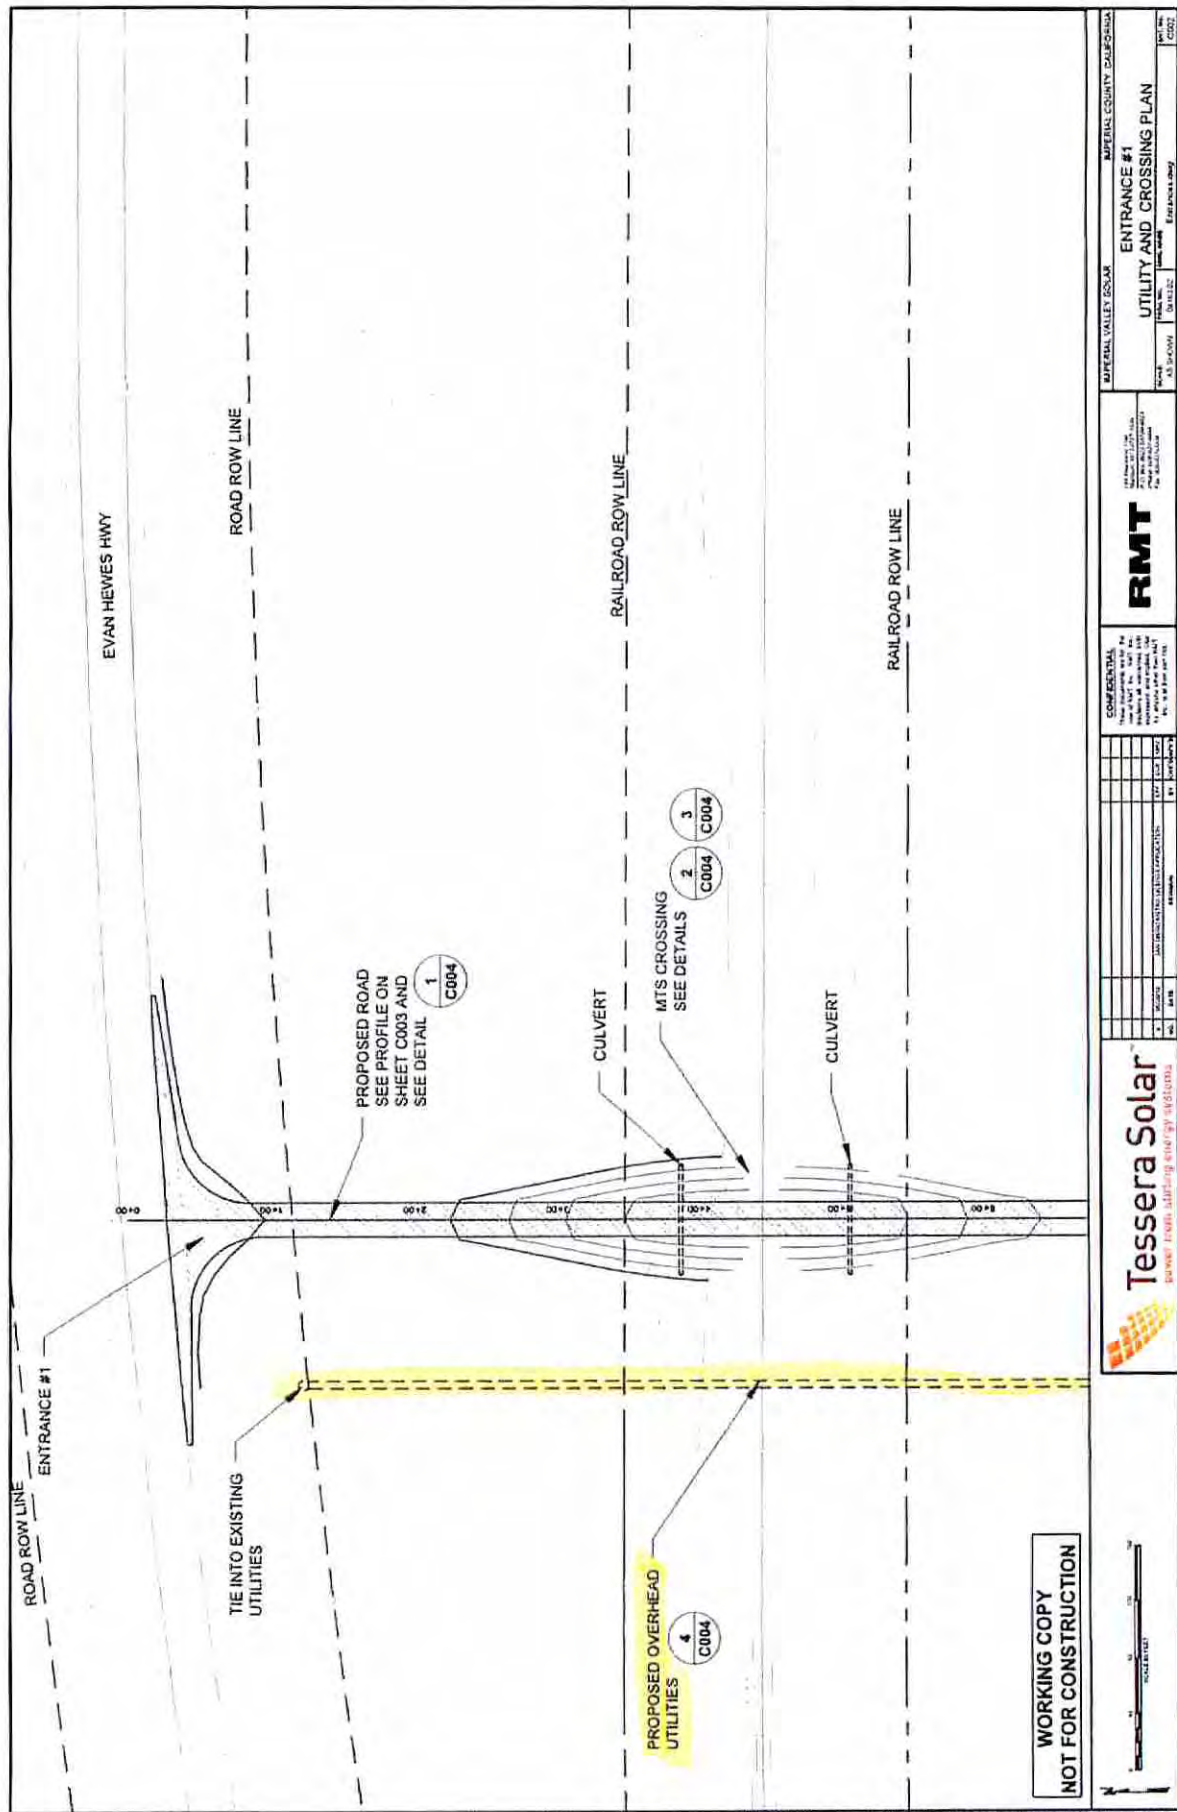 EVAN HEWES HWY
ROAD ROW LINE
ENTRANCE #1
ROAD ROW LINE
0+00
1+00
TIE INTO EXISTING
UTILITIES
PROPOSED ROAD
SEE PROFILE ON
SHEET C003 AND
SEE DETAIL
1
C004
2+00
3+00
RAILROAD ROW LINE
CULVERT
4+00
MTS CROSSING
SEE DETAILS
2
C004
3
C004
PROPOSED OVERHEAD
UTILITIES
4
C004
5+00
CULVERT
RAILROAD ROW LINE
6+00
WORKING COPY
NOT FOR CONSTRUCTION
Tessera Solar
CONFIDENTIAL
RMT
IMPERIAL VALLEY SOLAR
IMPERIAL COUNTY, CALIFORNIA
ENTRANCE #1
UTILITY AND CROSSING PLAN
AS SHOWN
C002